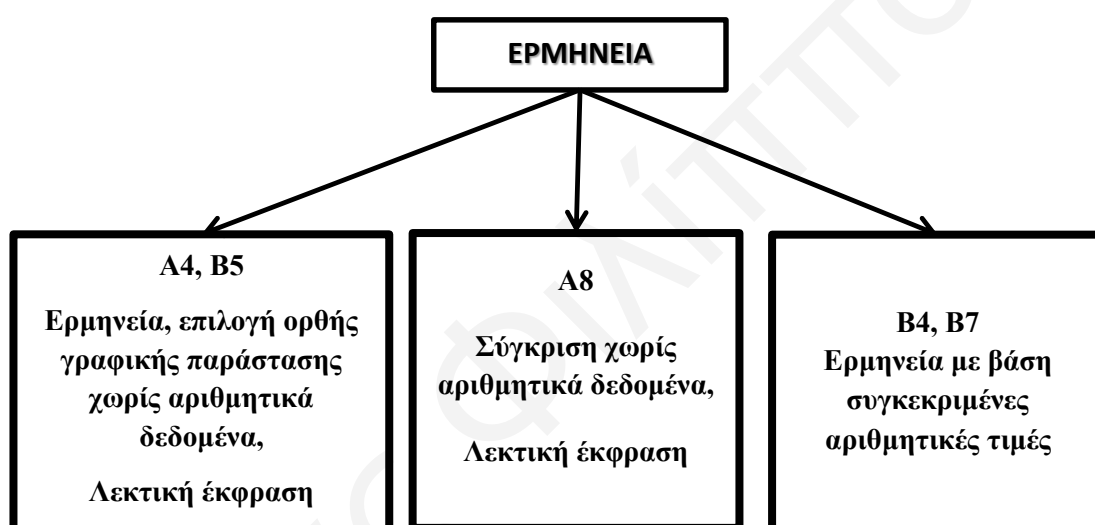 ΕΡΜΗΝΕΙΑ
Α4, Β5
Ερμηνεία, επιλογή ορθής
γραφικής παράστασης
χωρίς αριθμητικά
δεδομένα,
Λεκτική έκφραση
Α8
Σύγκριση χωρίς
αριθμητικά δεδομένα,
Λεκτική έκφραση
Β4, Β7
Ερμηνεία με βάση
συγκεκριμένες
αριθμητικές τιμές